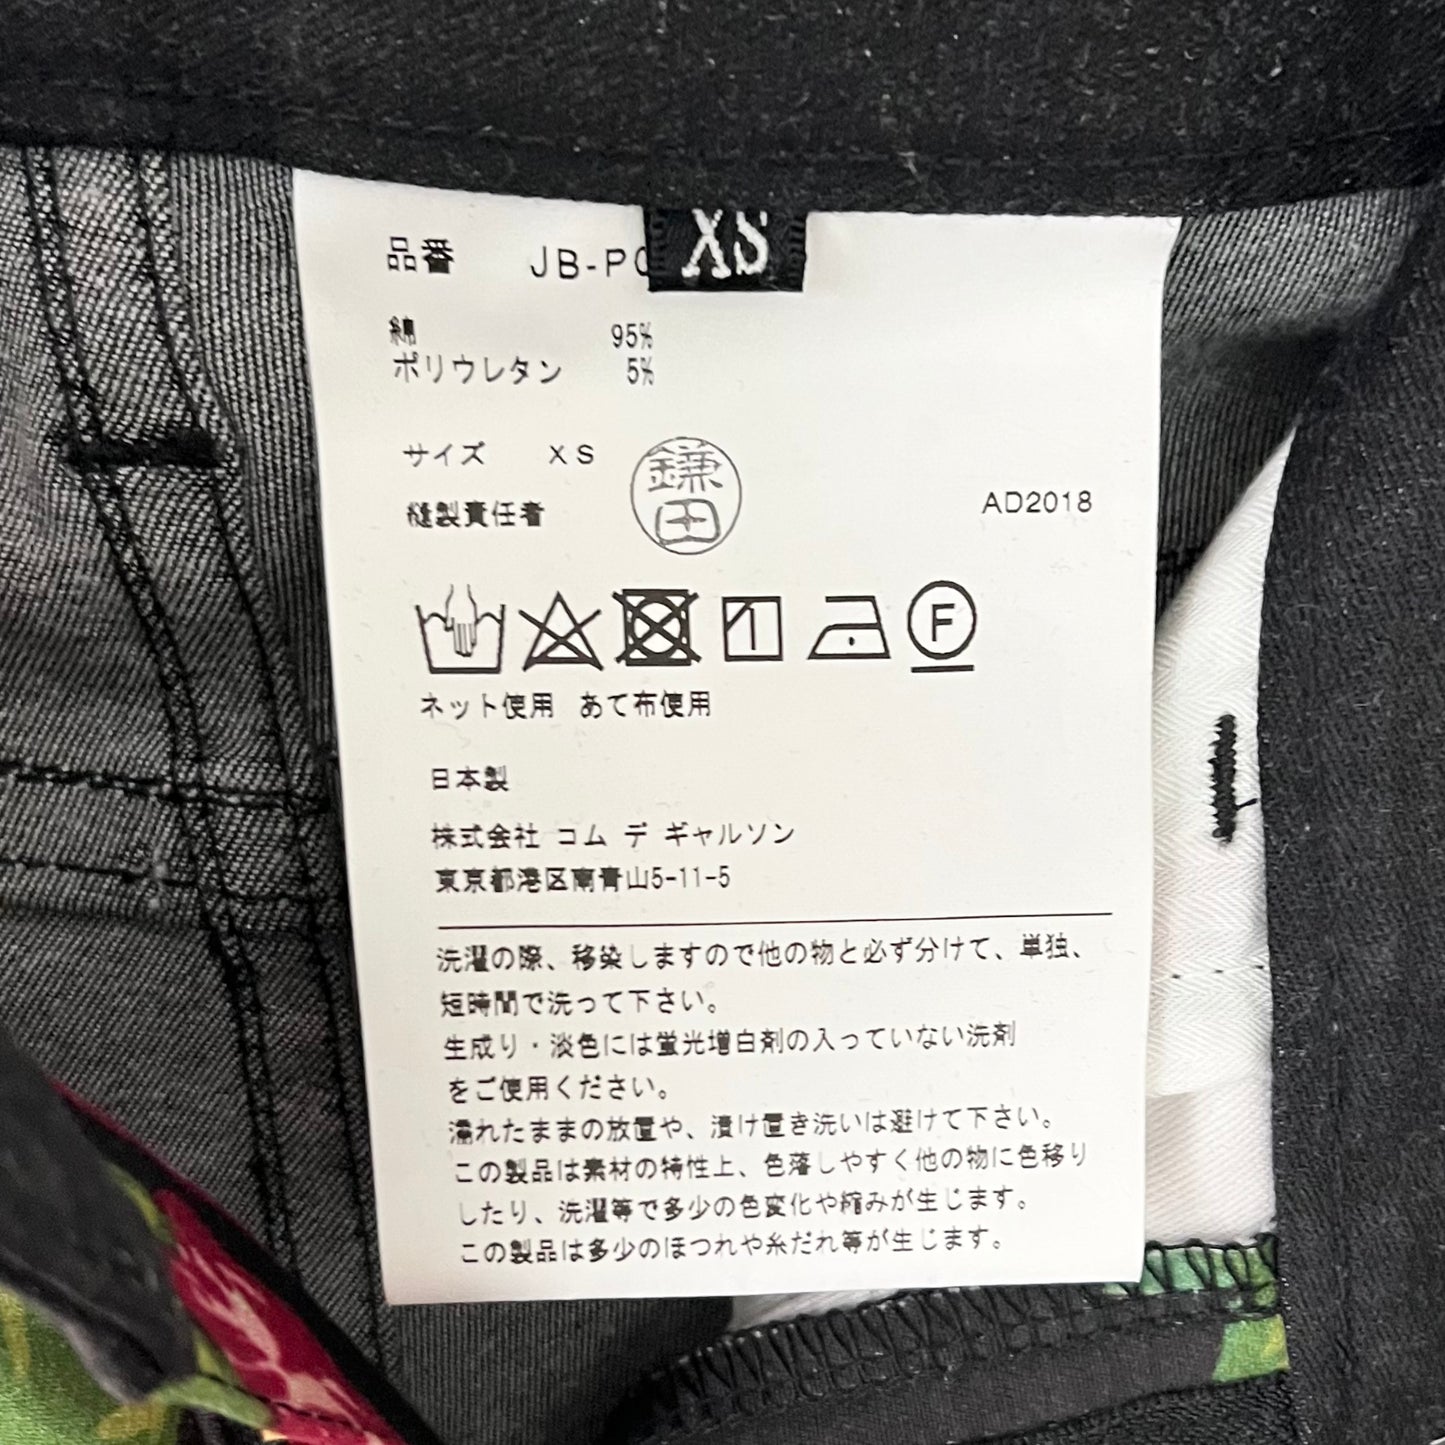 XS
品番 JB-P
綿 95%
ポリウレタン 5%
サイズ XS
縫製責任者 鎌田 AD2018
F
ネット使用 あて布使用
日本製
株式会社 コム デ ギャルソン
東京都港区南青山5-11-5
洗濯の際、移染しますので他の物と必ず分けて、単独、
短時間で洗って下さい。
生成り・淡色には蛍光増白剤の入っていない洗剤
をご使用ください。
濡れたままの放置や、漬け置き洗いは避けて下さい。
この製品は素材の特性上、色落しやすく他の物に色移り
したり、洗濯等で多少の色変化や縮みが生じます。
この製品は多少のほつれや糸だれ等が生じます。